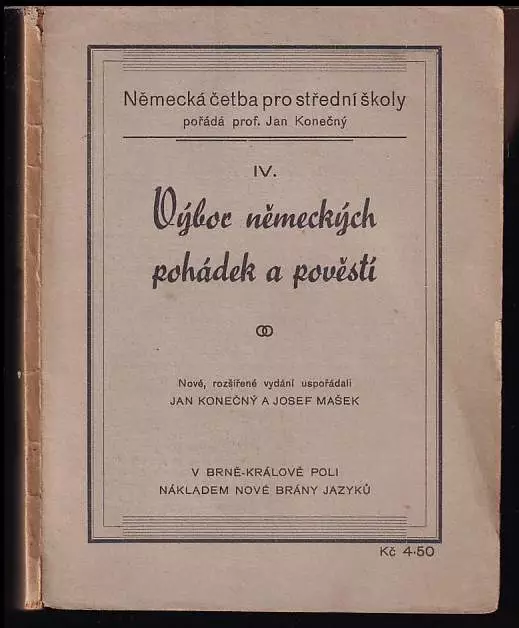 Německá četba pro střední školy
pořádá prof. Jan Konečný
IV.
Výbor německých
pohádek a pověstí
Nové, rozšířené vydání uspořádali
JAN KONEČNÝ A JOSEF MAŠEK
V BRNĚ-KRÁLOVĚ POLI
NÁKLADEM NOVÉ BRÁNY JAZYKŮ
Kč 4·50